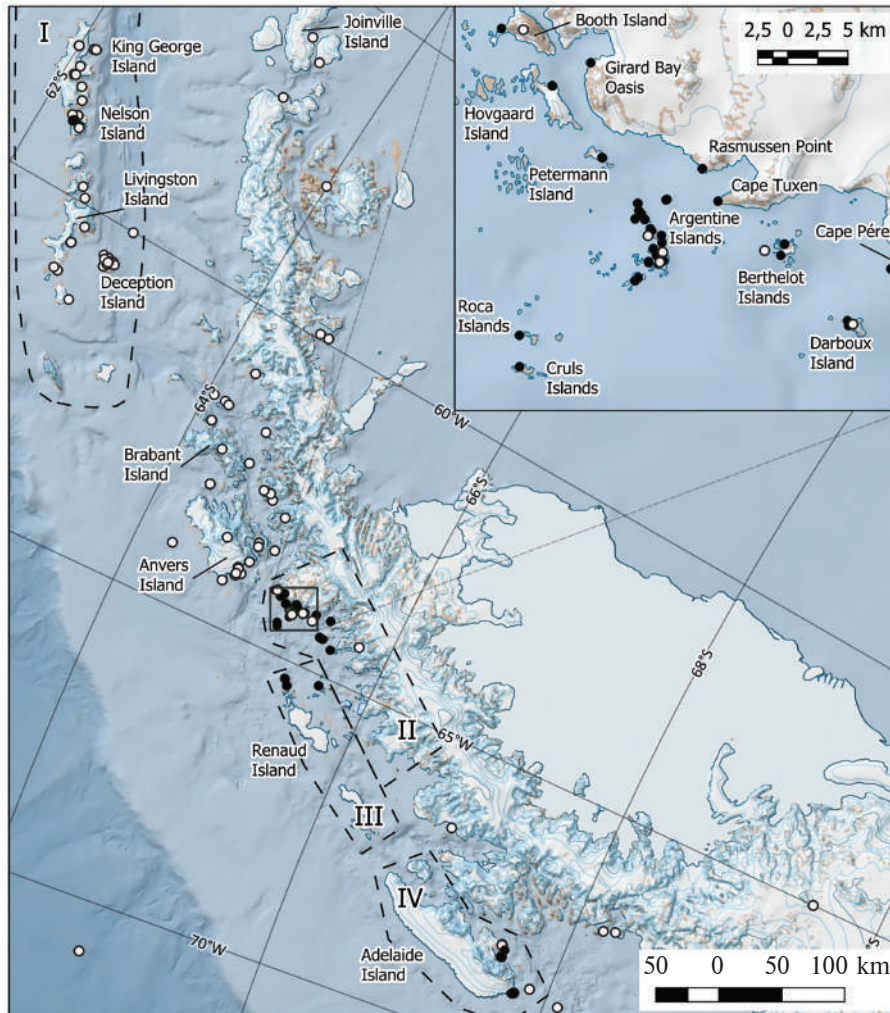 I
King George
Island
62°S
Nelson
Island
Livingston
Island
Deception
Island
Joinville
Island
Booth Island
2,5 0 2,5 5 km
Girard Bay
Oasis
Hovgaard
Island
Rasmussen Point
Petermann
Island
Cape Tuxen
Argentine
Islands
Cape Pére
Berthelot
Islands
Roca
Islands
Darboux
Island
Cruls
Islands
64°S
60°W
Brabant
Island
66°S
Anvers
Island
68°S
II
65°W
Renaud
Island
III
IV
Adelaide
Island
70°W
°S
50 0 50 100 km